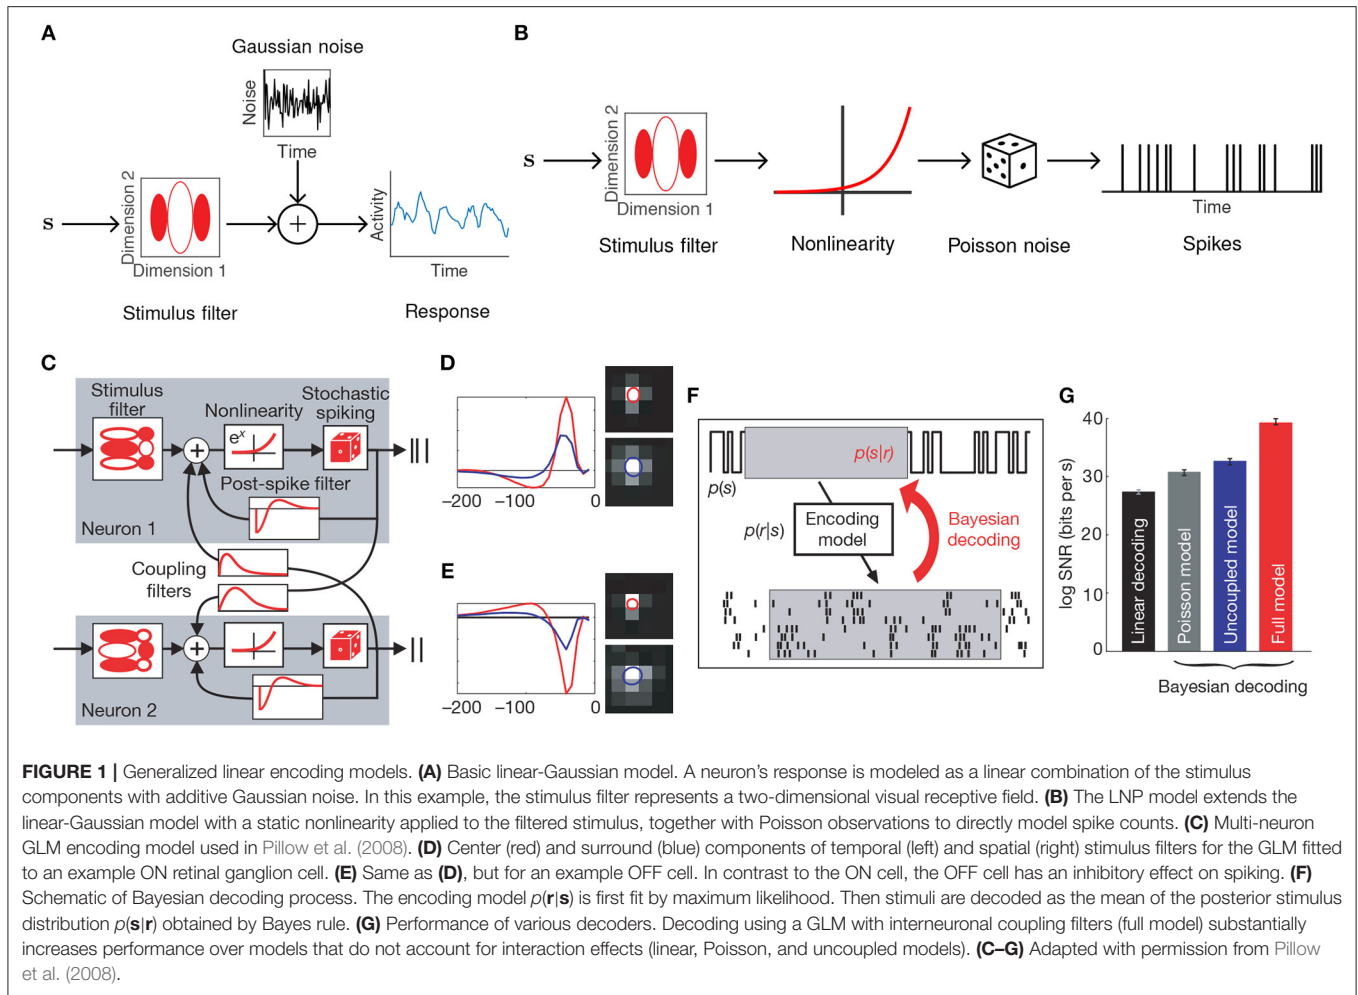 A
Gaussian noise
Noise
Time
s
Dimension 2
Dimension 1
Stimulus filter
+
Activity
Time
Response
B
s
Dimension 2
Dimension 1
Stimulus filter
Nonlinearity
Poisson noise
Time
Spikes
C
Stimulus
filter
Nonlinearity
Stochastic
spiking
+
eˣ
Post-spike filter
Neuron 1
Coupling
filters
+
Neuron 2
D
−200
−100
0
E
−200
−100
0
F
p(s)
p(s|r)
p(r|s)
Encoding
model
Bayesian
decoding
G
log SNR (bits per s)
40
30
20
10
0
Linear decoding
Poisson model
Uncoupled model
Full model
Bayesian decoding
FIGURE 1 | Generalized linear encoding models. (A) Basic linear-Gaussian model. A neuron's response is modeled as a linear combination of the stimulus
components with additive Gaussian noise. In this example, the stimulus filter represents a two-dimensional visual receptive field. (B) The LNP model extends the
linear-Gaussian model with a static nonlinearity applied to the filtered stimulus, together with Poisson observations to directly model spike counts. (C) Multi-neuron
GLM encoding model used in Pillow et al. (2008). (D) Center (red) and surround (blue) components of temporal (left) and spatial (right) stimulus filters for the GLM fitted
to an example ON retinal ganglion cell. (E) Same as (D), but for an example OFF cell. In contrast to the ON cell, the OFF cell has an inhibitory effect on spiking. (F)
Schematic of Bayesian decoding process. The encoding model p(r|s) is first fit by maximum likelihood. Then stimuli are decoded as the mean of the posterior stimulus
distribution p(s|r) obtained by Bayes rule. (G) Performance of various decoders. Decoding using a GLM with interneuronal coupling filters (full model) substantially
increases performance over models that do not account for interaction effects (linear, Poisson, and uncoupled models). (C–G) Adapted with permission from Pillow
et al. (2008).